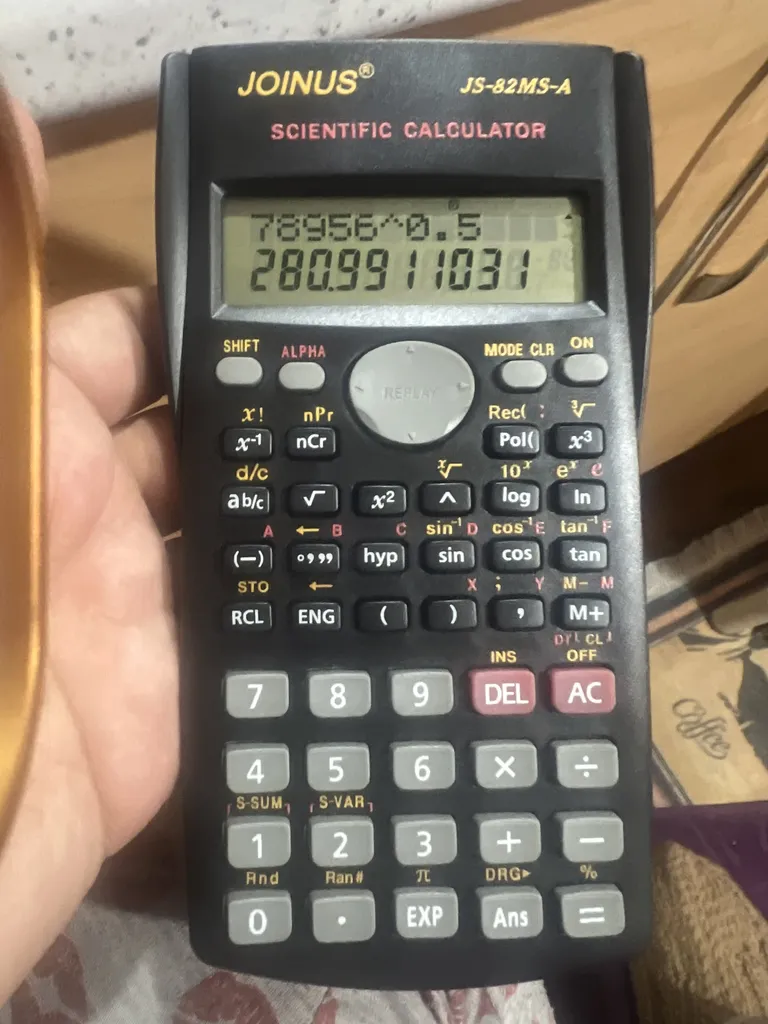 JOINUS® JS-82MS-A
SCIENTIFIC CALCULATOR
78956^0.5
280.9911031
SHIFT ALPHA MODE CLR ON
REPLAY
x! nPr Rec( : ³√
x⁻¹ nCr Pol( x³
d/c ˣ√ 10ˣ eˣ e
ab/c √ x² ^ log ln
A ← B C sin⁻¹ D cos⁻¹ E tan⁻¹ F
(—) °,,, hyp sin cos tan
STO ← X ; Y M− M
RCL ENG ( ) , M+
DT CL
INS OFF
7 8 9 DEL AC
4 5 6 × ÷
S-SUM S-VAR
1 2 3 + −
Rnd Ran# π DRG▸ %
0 . EXP Ans =
Coffee